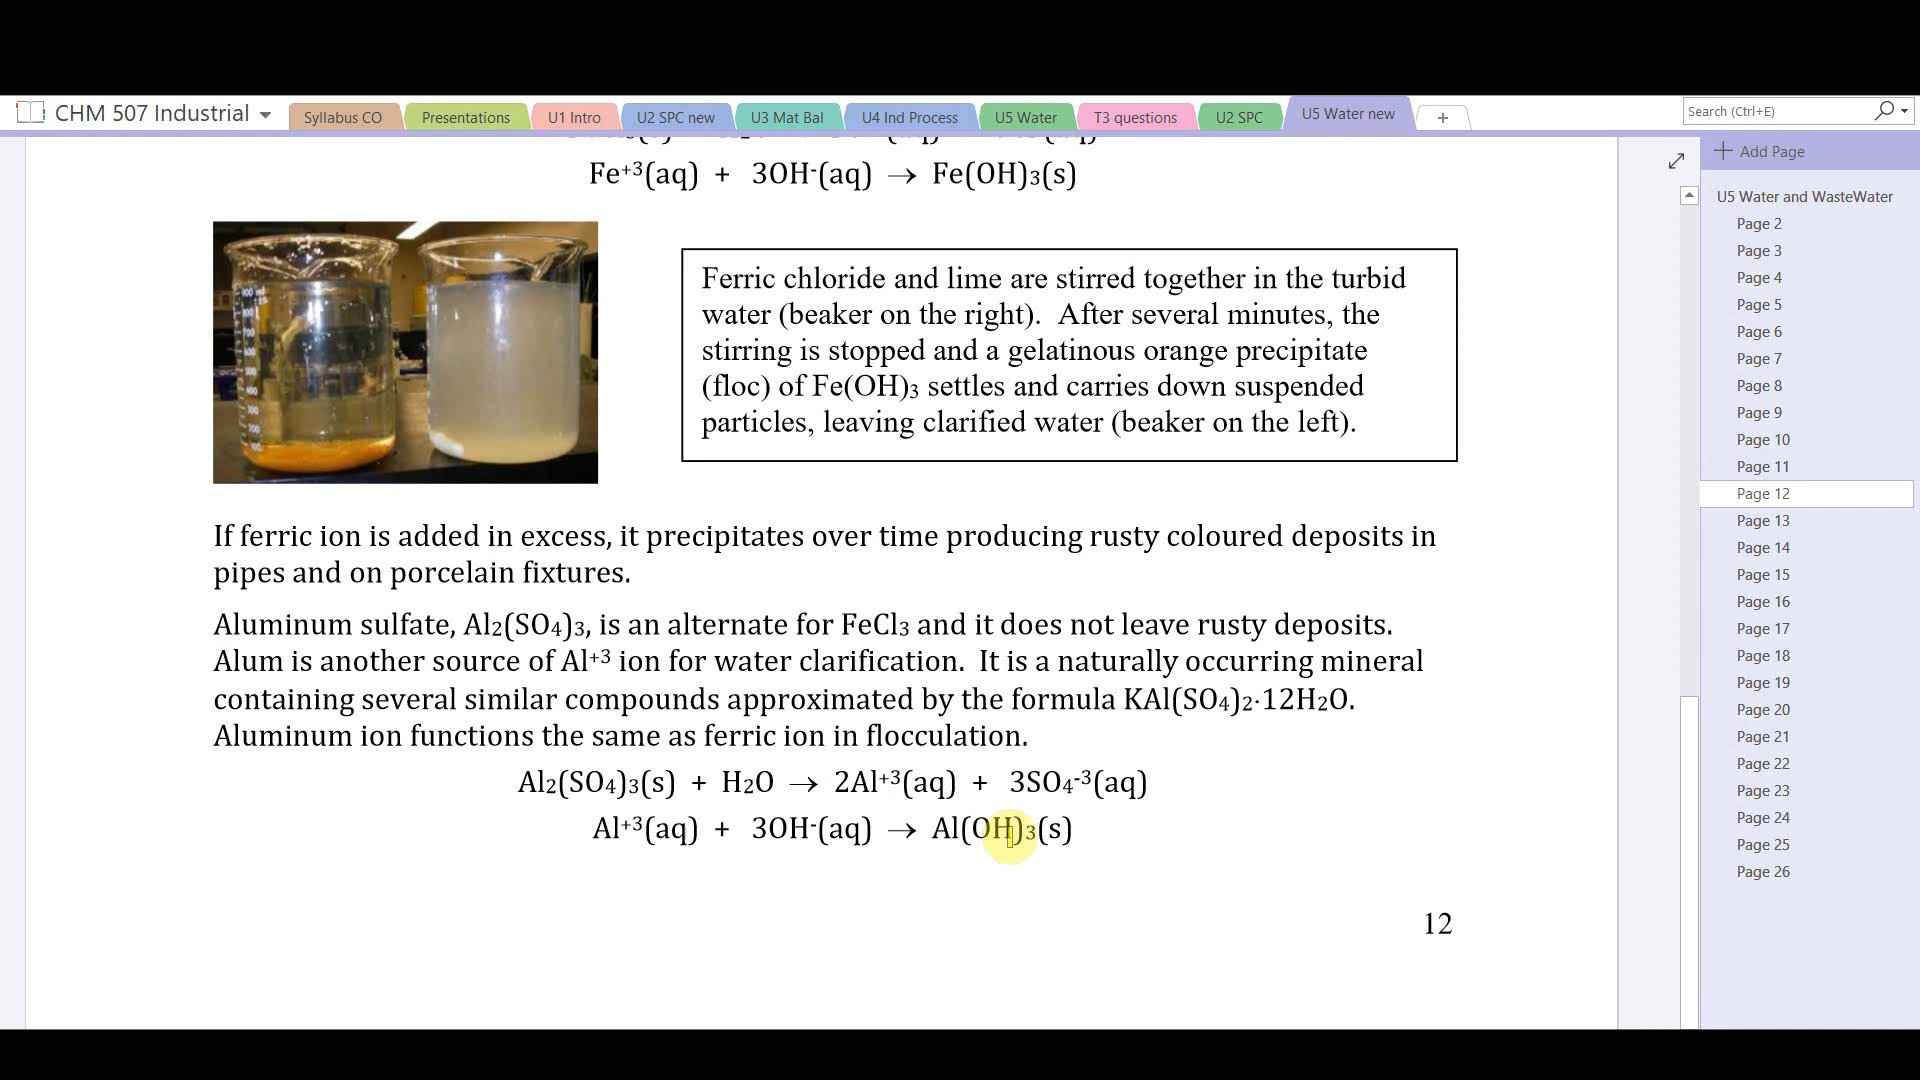 CHM 507 Industrial
Syllabus CO
Presentations
U1 Intro
U2 SPC new
U3 Mat Bal
U4 Ind Process
U5 Water
T3 questions
U2 SPC
U5 Water new
+
Search (Ctrl+E)
Fe+3(aq) + 3OH-(aq) → Fe(OH)3(s)
Ferric chloride and lime are stirred together in the turbid
water (beaker on the right). After several minutes, the
stirring is stopped and a gelatinous orange precipitate
(floc) of Fe(OH)3 settles and carries down suspended
particles, leaving clarified water (beaker on the left).
If ferric ion is added in excess, it precipitates over time producing rusty coloured deposits in
pipes and on porcelain fixtures.
Aluminum sulfate, Al2(SO4)3, is an alternate for FeCl3 and it does not leave rusty deposits.
Alum is another source of Al+3 ion for water clarification. It is a naturally occurring mineral
containing several similar compounds approximated by the formula KAl(SO4)2·12H2O.
Aluminum ion functions the same as ferric ion in flocculation.
Al2(SO4)3(s) + H2O → 2Al+3(aq) + 3SO4-3(aq)
Al+3(aq) + 3OH-(aq) → Al(OH)3(s)
12
Add Page
U5 Water and WasteWater
Page 2
Page 3
Page 4
Page 5
Page 6
Page 7
Page 8
Page 9
Page 10
Page 11
Page 12
Page 13
Page 14
Page 15
Page 16
Page 17
Page 18
Page 19
Page 20
Page 21
Page 22
Page 23
Page 24
Page 25
Page 26